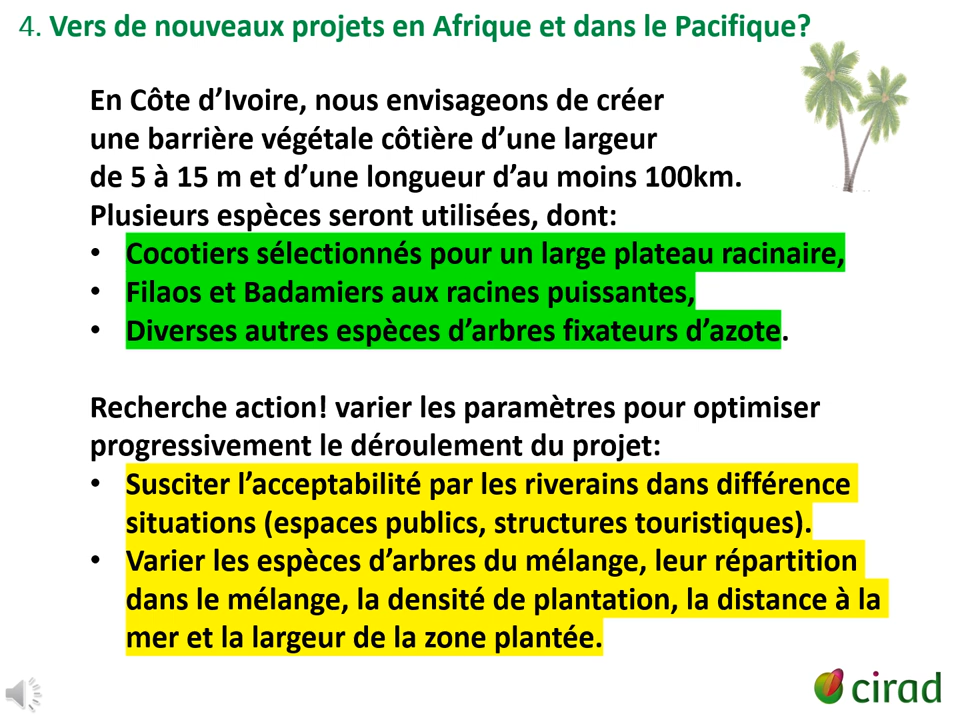 4. Vers de nouveaux projets en Afrique et dans le Pacifique?
En Côte d’Ivoire, nous envisageons de créer
une barrière végétale côtière d’une largeur
de 5 à 15 m et d’une longueur d’au moins 100km.
Plusieurs espèces seront utilisées, dont:
• Cocotiers sélectionnés pour un large plateau racinaire,
• Filaos et Badamiers aux racines puissantes,
• Diverses autres espèces d’arbres fixateurs d’azote.
Recherche action! varier les paramètres pour optimiser
progressivement le déroulement du projet:
• Susciter l’acceptabilité par les riverains dans différence
situations (espaces publics, structures touristiques).
• Varier les espèces d’arbres du mélange, leur répartition
dans le mélange, la densité de plantation, la distance à la
mer et la largeur de la zone plantée.
cirad